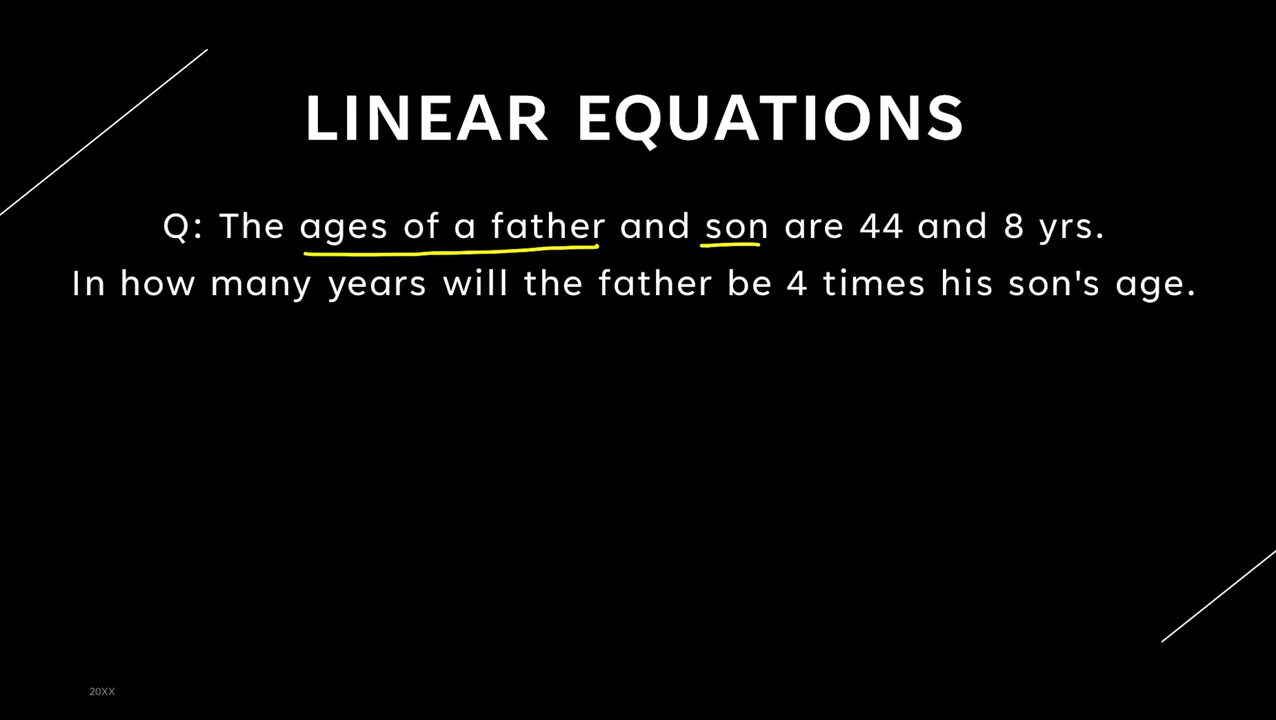 LINEAR EQUATIONS
Q: The ages of a father and son are 44 and 8 yrs.
In how many years will the father be 4 times his son's age.
20XX